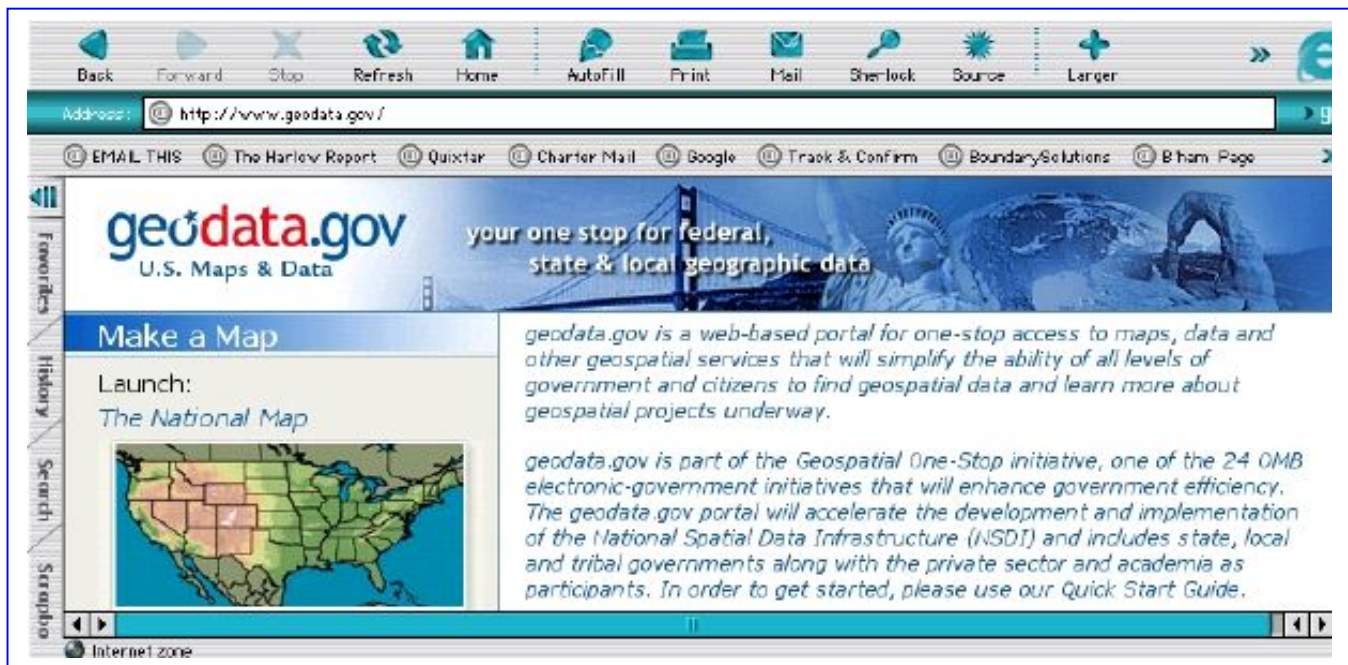 Back Forward Stop Refresh Home AutoFill Print Mail Sherlock Source Larger »
Address: http://www.geodata.gov/
EMAIL THIS The Harlow Report Quixtar Charter Mail Google Track & Confirm BoundarySolutions B'ham Page
Favorites
History
Search
geodata.gov
U.S. Maps & Data
your one stop for federal,
state & local geographic data
Make a Map
Launch:
The National Map
geodata.gov is a web-based portal for one-stop access to maps, data and
other geospatial services that will simplify the ability of all levels of
government and citizens to find geospatial data and learn more about
geospatial projects underway.
geodata.gov is part of the Geospatial One-Stop initiative, one of the 24 OMB
electronic-government initiatives that will enhance government efficiency.
The geodata.gov portal will accelerate the development and implementation
of the National Spatial Data Infrastructure (NSDI) and includes state, local
and tribal governments along with the private sector and academia as
participants. In order to get started, please use our Quick Start Guide.
Scrapbo
Internet zone